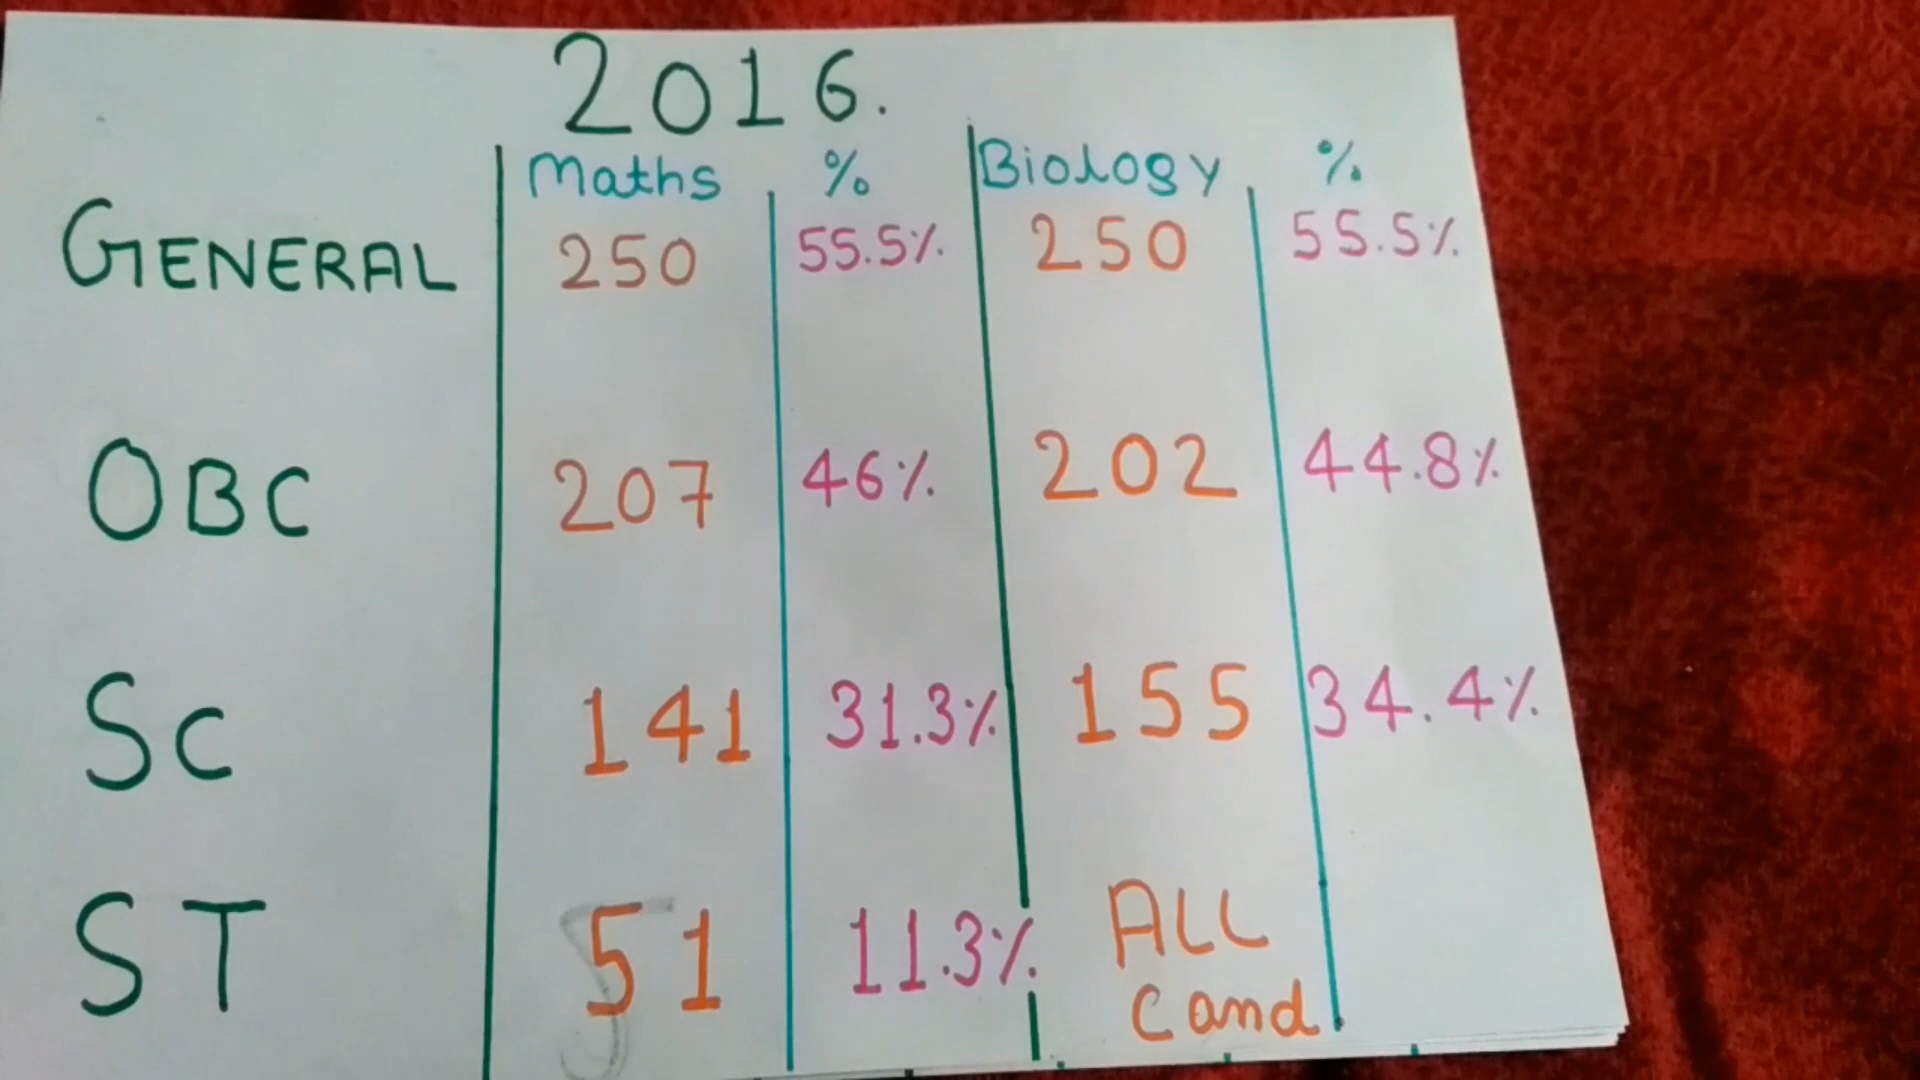 2016.
Maths % Biology %
GENERAL 250 55.5% 250 55.5%
OBC 207 46% 202 44.8%
SC 141 31.3% 155 34.4%
ST 51 11.3% ALL
Cand.